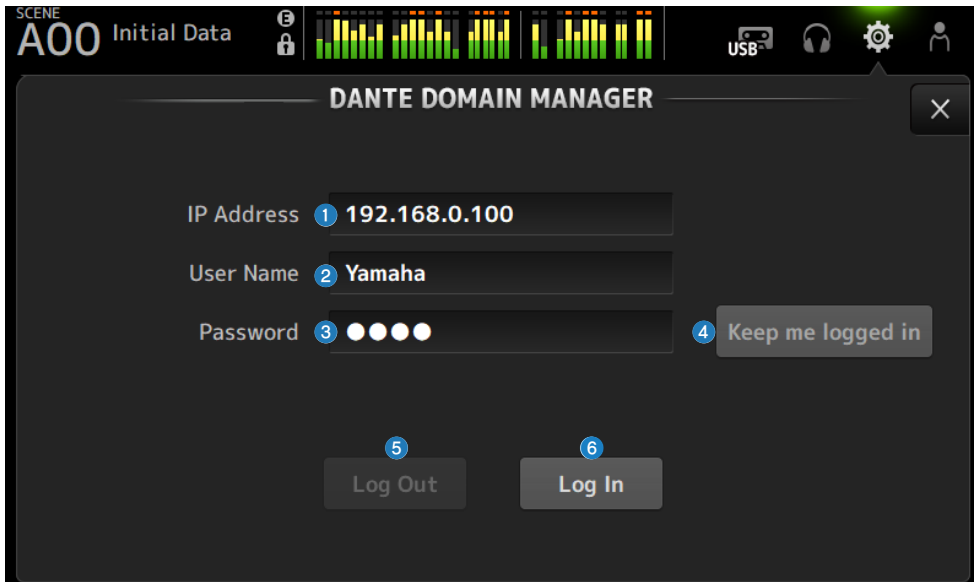 SCENE
A00 Initial Data
E
USB
DANTE DOMAIN MANAGER
IP Address 1 192.168.0.100
User Name 2 Yamaha
Password 3 ●●●●
4 Keep me logged in
5 6
Log Out Log In